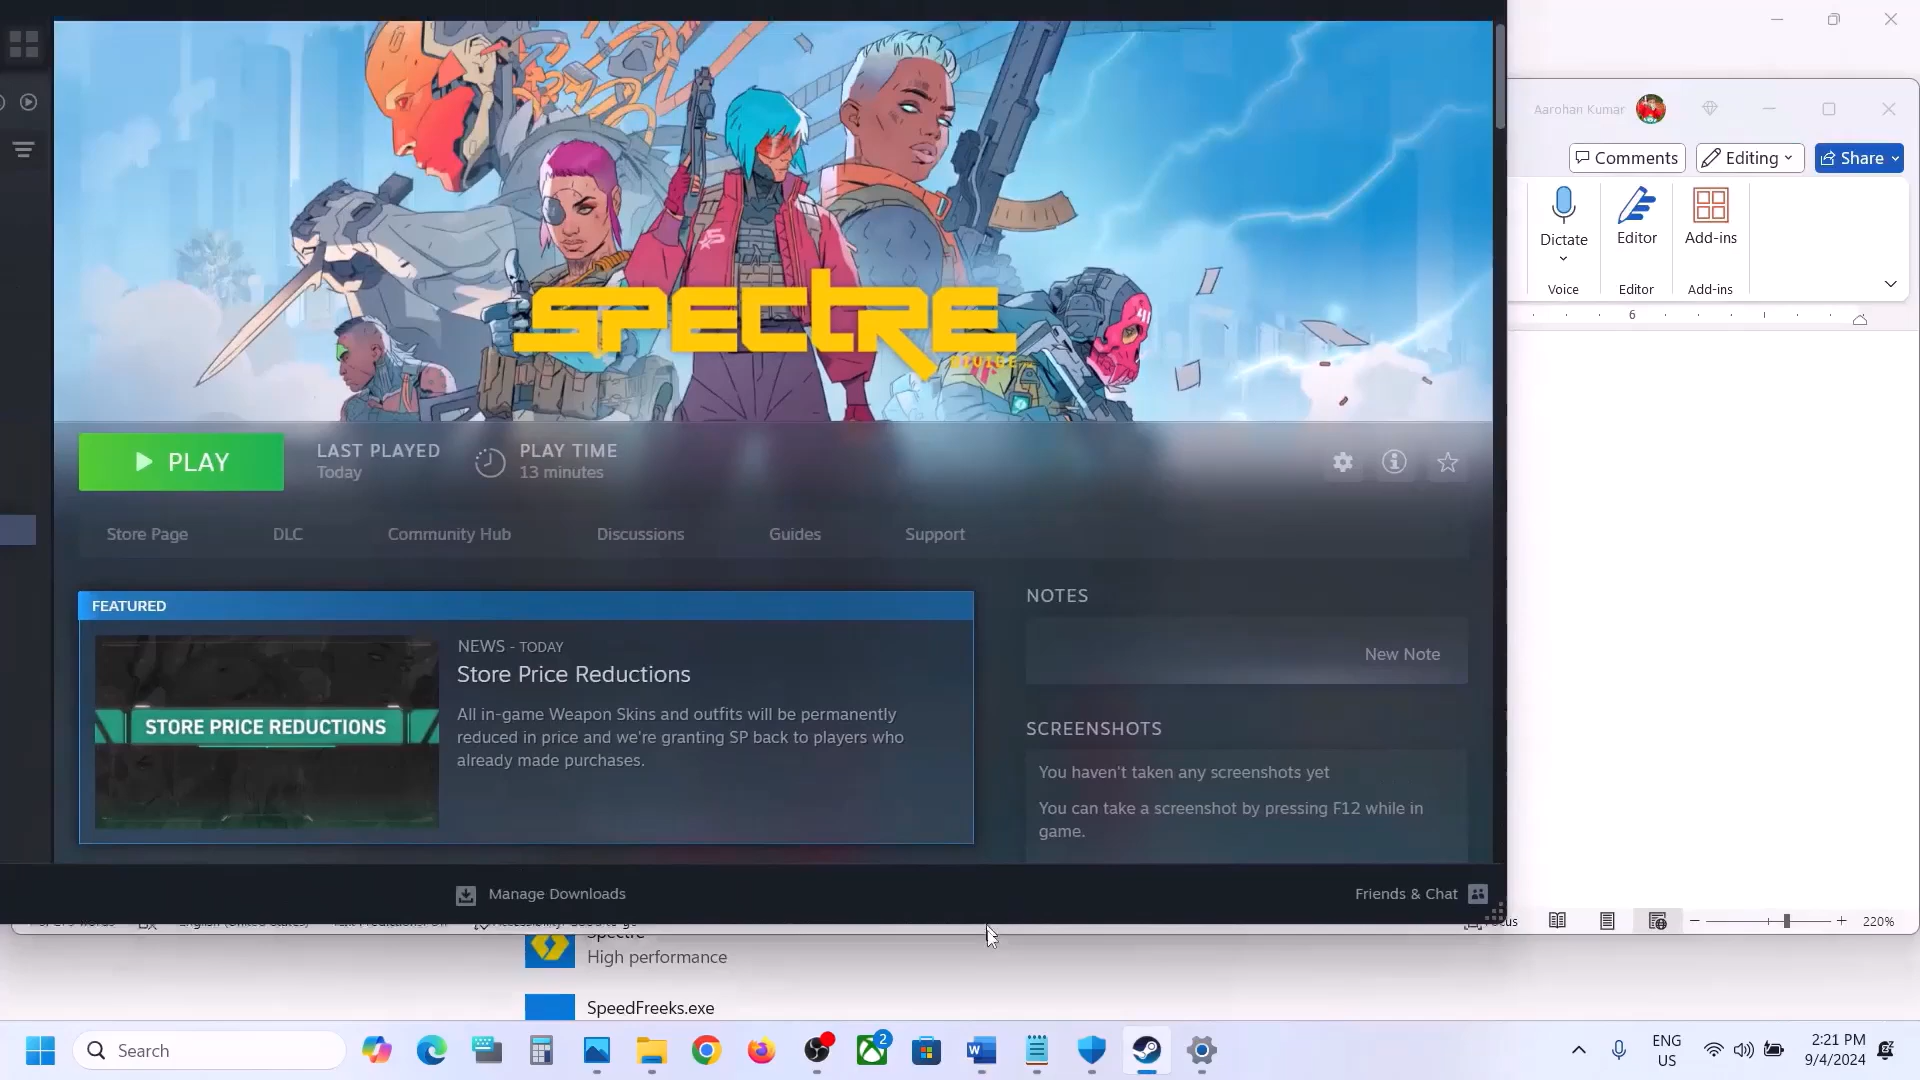 Aarohan Kumar
Comments
Editing
Share
Dictate
Editor
Add-ins
Voice
Editor
Add-ins
6
41
SPECTRE
PLAY
LAST PLAYED
Today
PLAY TIME
13 minutes
Store Page
DLC
Community Hub
Discussions
Guides
Support
FEATURED
STORE PRICE REDUCTIONS
NEWS - TODAY
Store Price Reductions
All in-game Weapon Skins and outfits will be permanently
reduced in price and we're granting SP back to players who
already made purchases.
NOTES
New Note
SCREENSHOTS
You haven't taken any screenshots yet
You can take a screenshot by pressing F12 while in
game.
Manage Downloads
Friends & Chat
220%
Spectre
High performance
SpeedFreeks.exe
Search
2
ENG
US
2:21 PM
9/4/2024